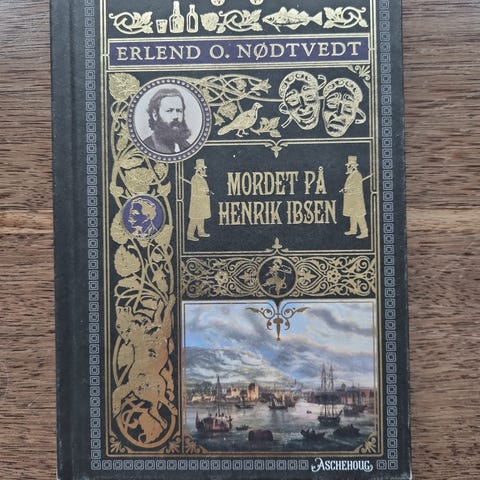 ERLEND O. NØDTVEDT
MORDET PÅ
HENRIK IBSEN
ASCHEHOUG